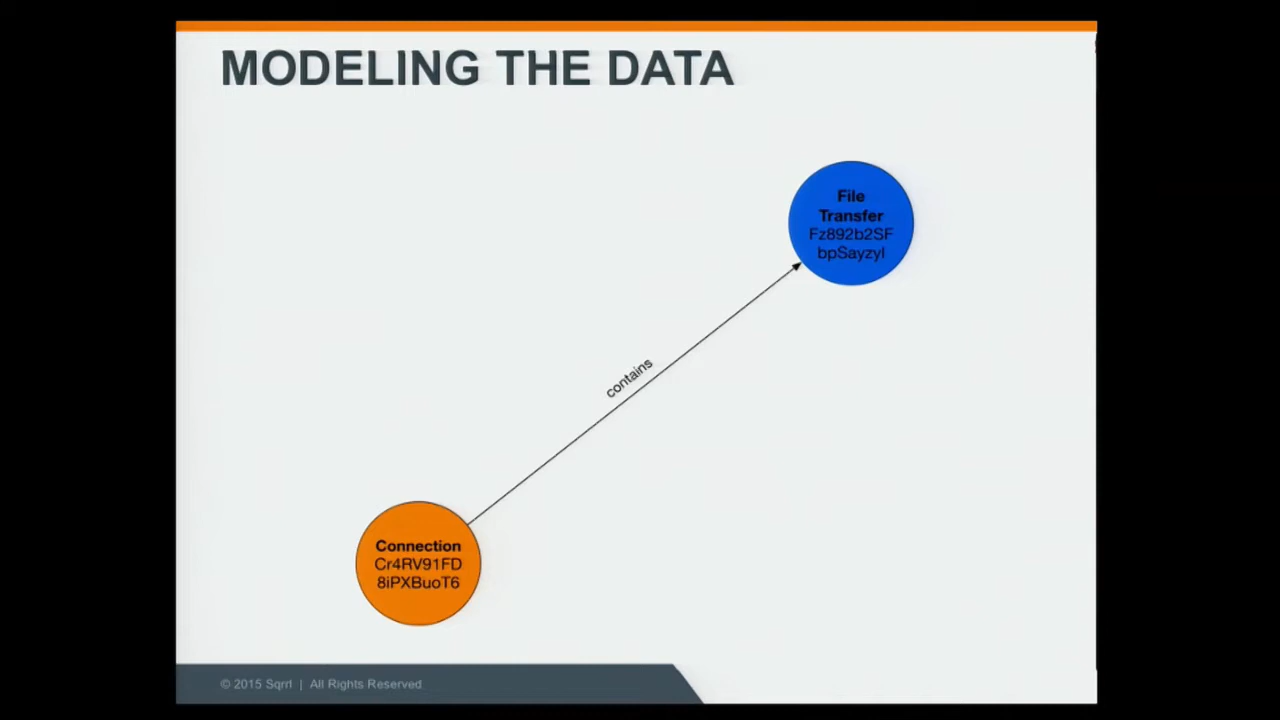 MODELING THE DATA
File
Transfer
Fz892b2SF
bpSayzyl
contains
Connection
Cr4RV91FD
8iPXBuoT6
© 2015 Sqrrl | All Rights Reserved